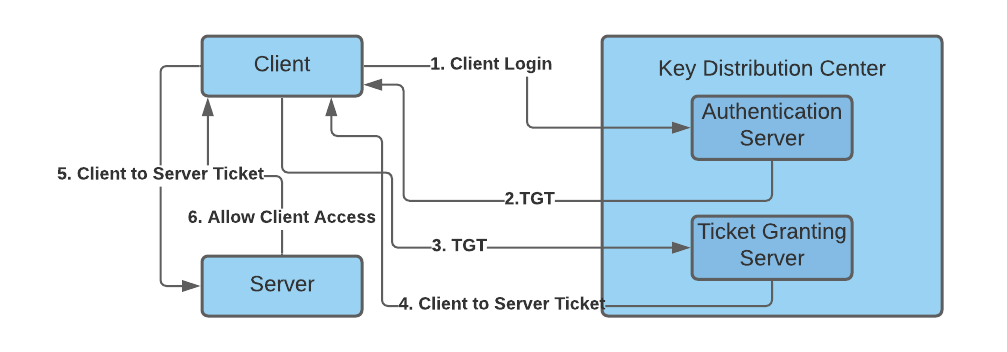 Client
1. Client Login
Key Distribution Center
Authentication
Server
5. Client to Server Ticket
2.TGT
6. Allow Client Access
Ticket Granting
Server
3. TGT
Server
4. Client to Server Ticket